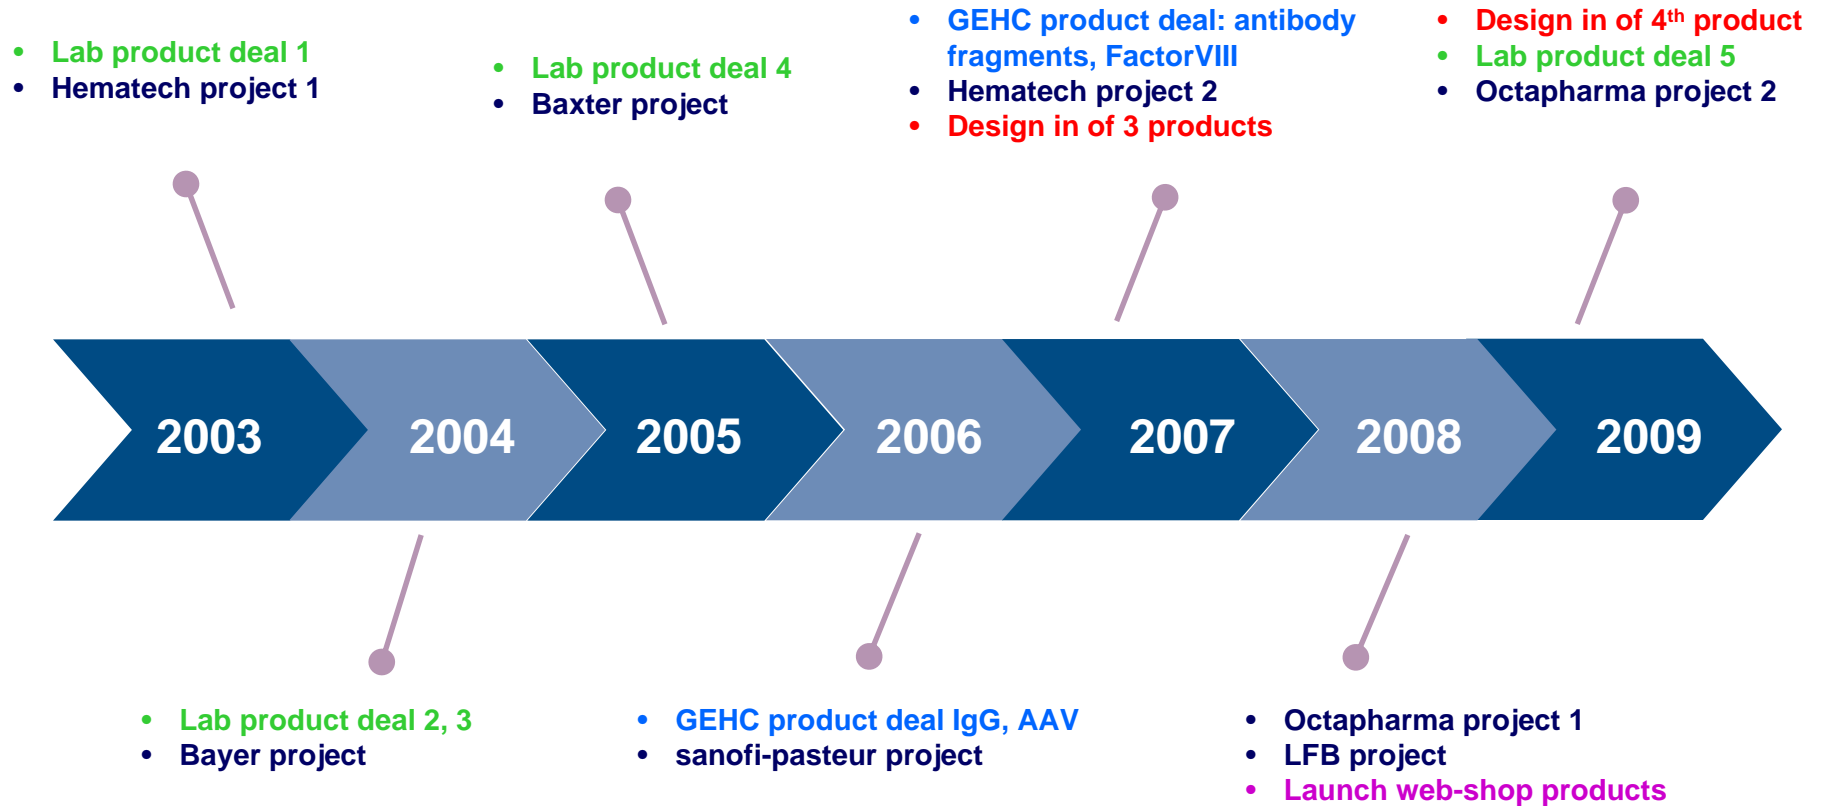 • Lab product deal 1
• Hematech project 1
• Lab product deal 4
• Baxter project
• GEHC product deal: antibody
fragments, FactorVIII
• Hematech project 2
• Design in of 3 products
• Design in of 4th product
• Lab product deal 5
• Octapharma project 2
2003 2004 2005 2006 2007 2008 2009
• Lab product deal 2, 3
• Bayer project
• GEHC product deal IgG, AAV
• sanofi-pasteur project
• Octapharma project 1
• LFB project
• Launch web-shop products